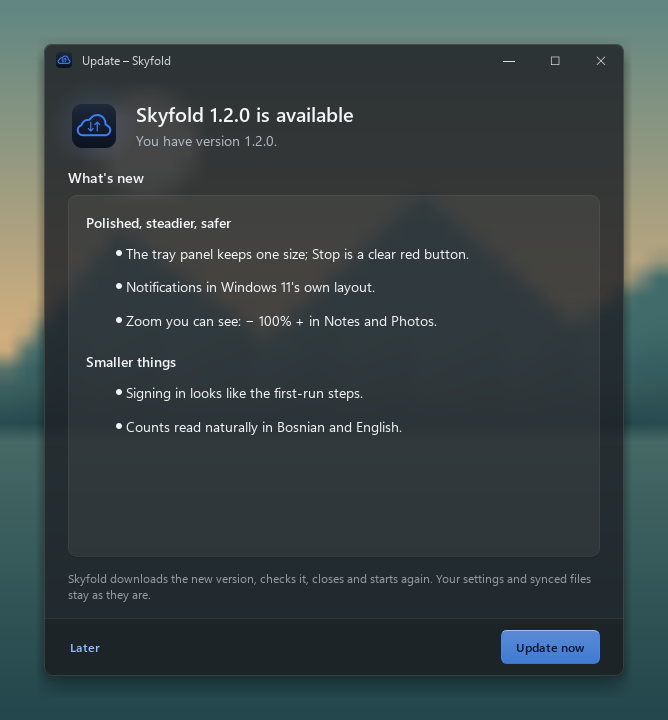 Update – Skyfold
Skyfold 1.2.0 is available
You have version 1.2.0.
What's new
Polished, steadier, safer
• The tray panel keeps one size; Stop is a clear red button.
• Notifications in Windows 11's own layout.
• Zoom you can see: − 100% + in Notes and Photos.
Smaller things
• Signing in looks like the first-run steps.
• Counts read naturally in Bosnian and English.
Skyfold downloads the new version, checks it, closes and starts again. Your settings and synced files
stay as they are.
Later
Update now